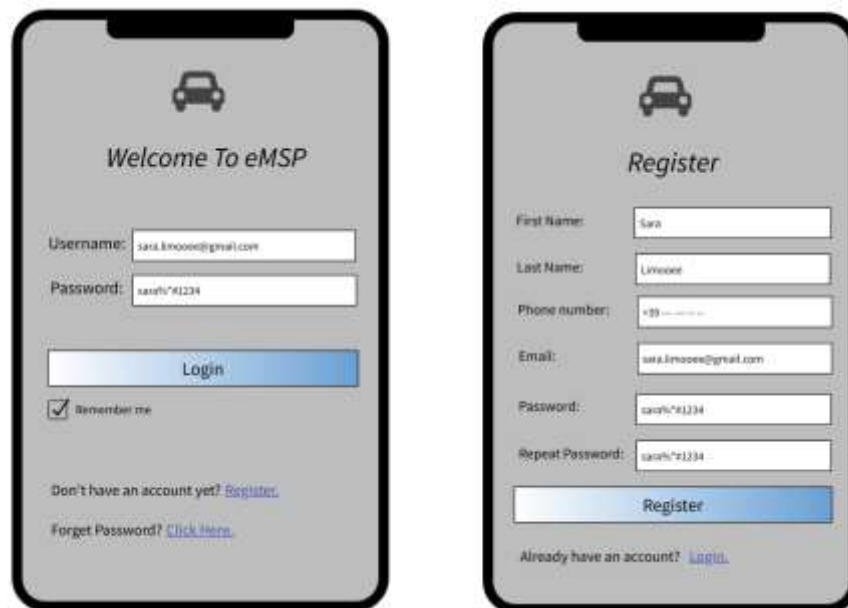 Welcome To eMSP
Username: sara.limooee@gmail.com
Password: sara%^#1234
Login
Remember me
Don't have an account yet? Register.
Forget Password? Click Here.
Register
First Name: Sara
Last Name: Limooee
Phone number: +39
Email: sara.limooee@gmail.com
Password: sara%^#1234
Repeat Password: sara%^#1234
Register
Already have an account? Login.